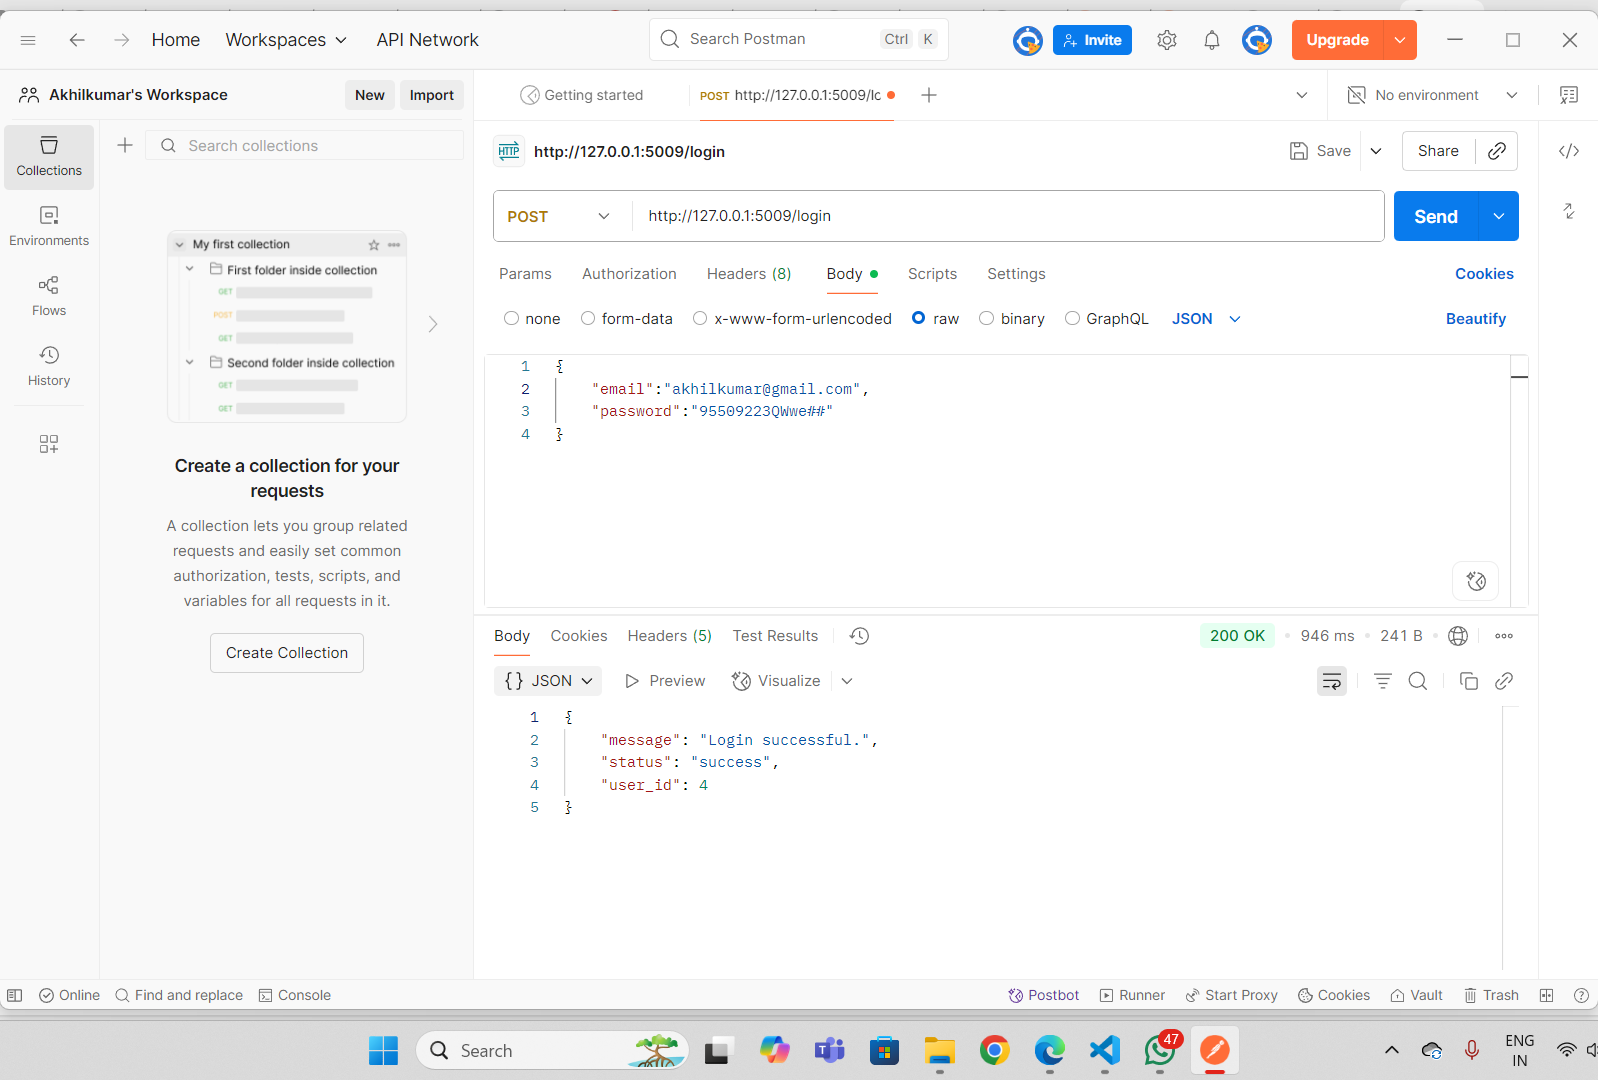 Home
Workspaces
API Network
Search Postman
Ctrl
K
Invite
Upgrade
Akhilkumar's Workspace
New
Import
Getting started
POST http://127.0.0.1:5009/lc
No environment
Collections
Environments
Flows
History
Search collections
My first collection
First folder inside collection
GET
POST
GET
Second folder inside collection
GET
GET
Create a collection for your
requests
A collection lets you group related
requests and easily set common
authorization, tests, scripts, and
variables for all requests in it.
Create Collection
HTTP
http://127.0.0.1:5009/login
Save
Share
POST
http://127.0.0.1:5009/login
Send
Params
Authorization
Headers (8)
Body
Scripts
Settings
Cookies
none
form-data
x-www-form-urlencoded
raw
binary
GraphQL
JSON
Beautify
1 {
2 "email":"akhilkumar@gmail.com",
3 "password":"95509223QWwe##"
4 }
Body
Cookies
Headers (5)
Test Results
200 OK
946 ms
241 B
{} JSON
Preview
Visualize
1 {
2 "message": "Login successful.",
3 "status": "success",
4 "user_id": 4
5 }
Online
Find and replace
Console
Postbot
Runner
Start Proxy
Cookies
Vault
Trash
Search
47
ENG
IN